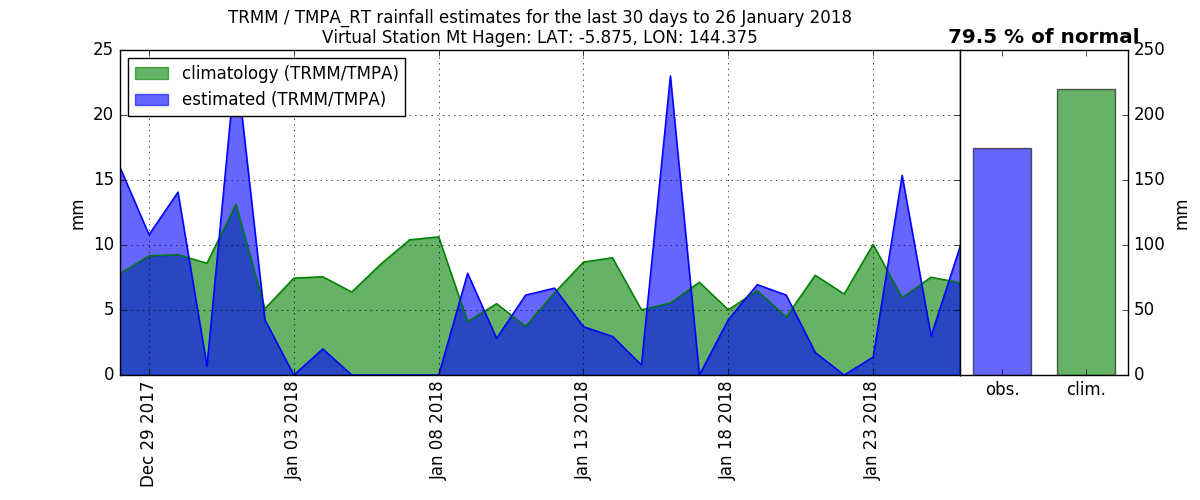 TRMM / TMPA_RT rainfall estimates for the last 30 days to 26 January 2018
Virtual Station Mt Hagen: LAT: -5.875, LON: 144.375
79.5 % of normal
climatology (TRMM/TMPA)
estimated (TRMM/TMPA)
25
20
15
10
5
0
mm
Dec 29 2017
Jan 03 2018
Jan 08 2018
Jan 13 2018
Jan 18 2018
Jan 23 2018
obs.
clim.
250
200
150
100
50
0
mm